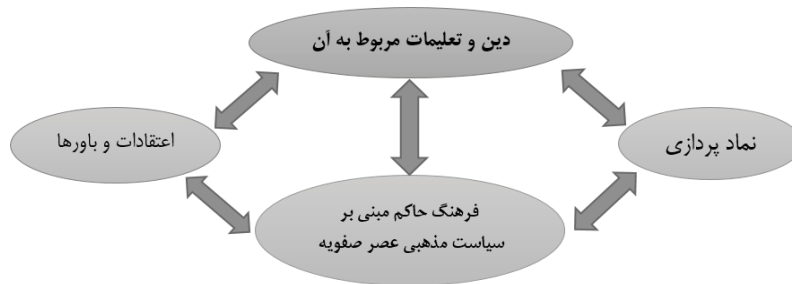 دین و تعلیمات مربوط به آن
نماد پردازی
اعتقادات و باورها
فرهنگ حاکم مبنی بر
سیاست مذهبی عصر صفویه